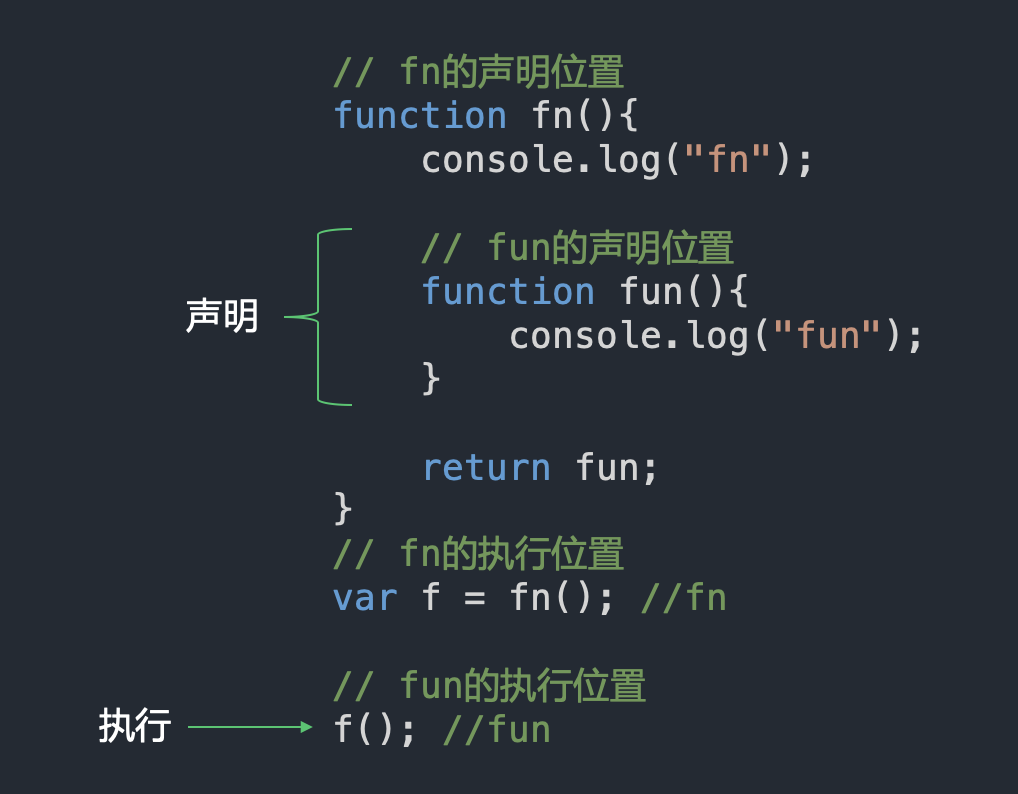 // fn的声明位置
function fn(){
    console.log("fn");
    // fun的声明位置
声明
    function fun(){
        console.log("fun");
    }
    return fun;
}
// fn的执行位置
var f = fn(); //fn
// fun的执行位置
执行
f(); //fun